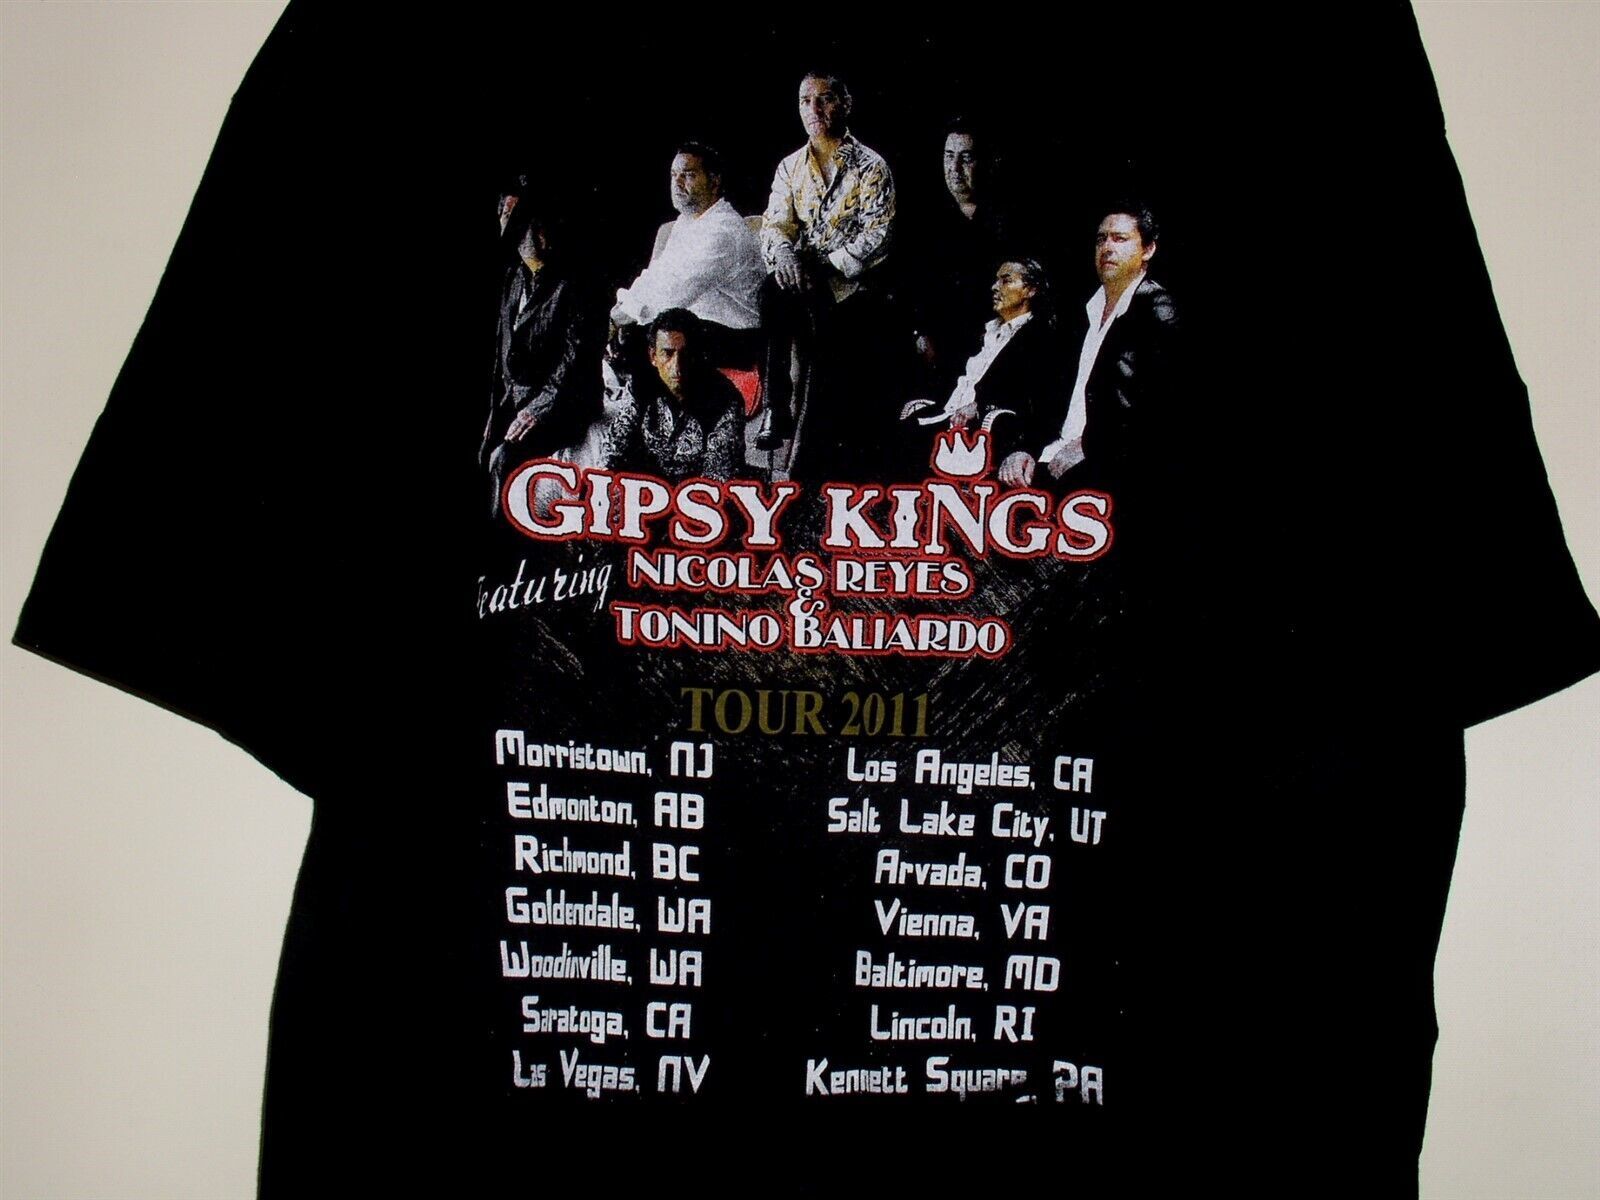 GIPSY KINGS
Featuring NICOLAS REYES
&
TONINO BALIARDO
TOUR 2011
Morristown, NJ
Edmonton, AB
Richmond, BC
Goldendale, WA
Woodinville, WA
Saratoga, CA
Las Vegas, NV
Los Angeles, CA
Salt Lake City, UT
Arvada, CO
Vienna, VA
Baltimore, MD
Lincoln, RI
Kennett Square, PA